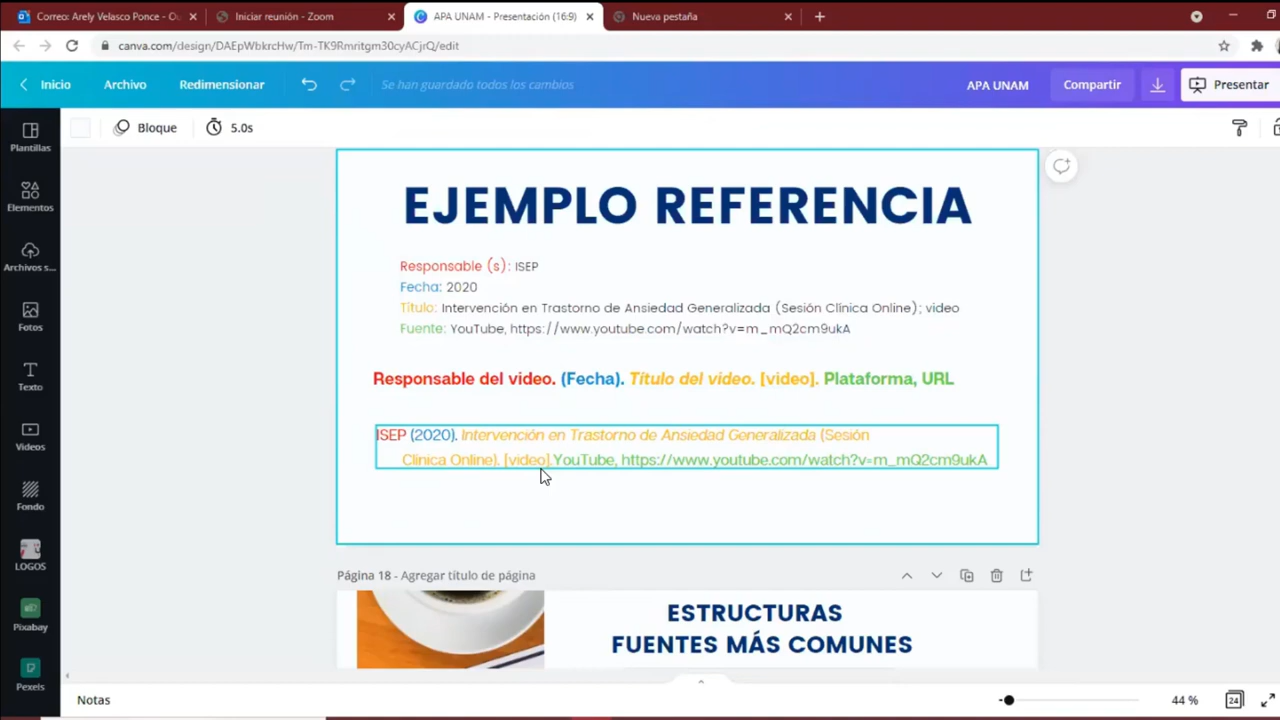 Correo: Arely Velasco Ponce - Ou
Iniciar reunión - Zoom
APA UNAM - Presentación (16:9)
Nueva pestaña
canva.com/design/DAEpWbkrcHw/Tm-TK9Rmritgm30cyACjrQ/edit
Inicio
Archivo
Redimensionar
Se han guardado todos los cambios
APA UNAM
Compartir
Presentar
Bloque
5.0s
Plantillas
Elementos
Archivos s...
Fotos
Texto
Videos
Fondo
LOGOS
Pixabay
Pexels
EJEMPLO REFERENCIA
Responsable (s): ISEP
Fecha: 2020
Título: Intervención en Trastorno de Ansiedad Generalizada (Sesión Clínica Online); video
Fuente: YouTube, https://www.youtube.com/watch?v=m_mQ2cm9ukA
Responsable del video. (Fecha). Título del video. [video]. Plataforma, URL
ISEP (2020). Intervención en Trastorno de Ansiedad Generalizada (Sesión
Clínica Online). [video].YouTube, https://www.youtube.com/watch?v=m_mQ2cm9ukA
Página 18 - Agregar título de página
ESTRUCTURAS
FUENTES MÁS COMUNES
Notas
44 %
24